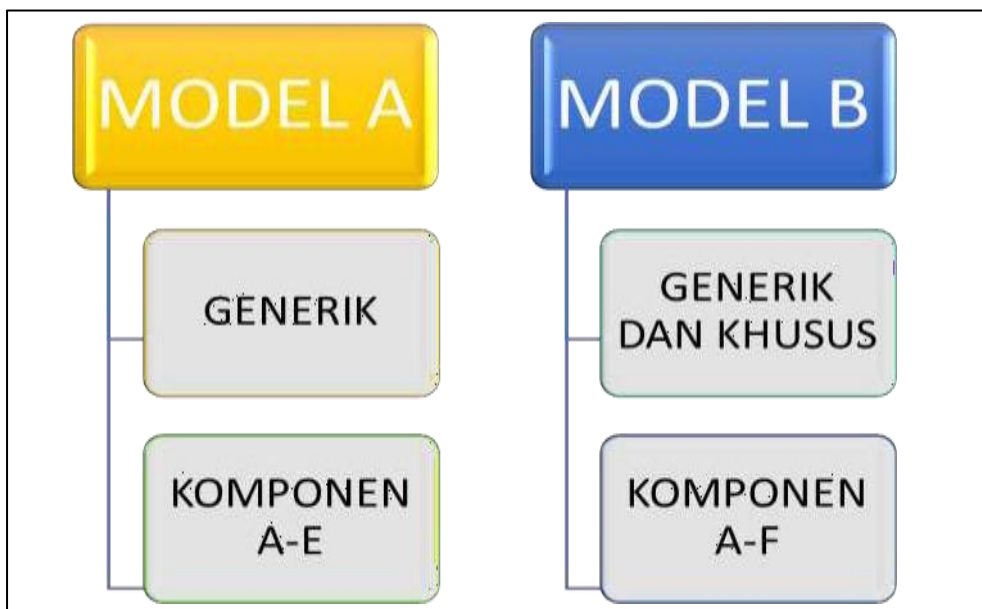 MODEL A
GENERIK
KOMPONEN
A-E
MODEL B
GENERIK
DAN KHUSUS
KOMPONEN
A-F